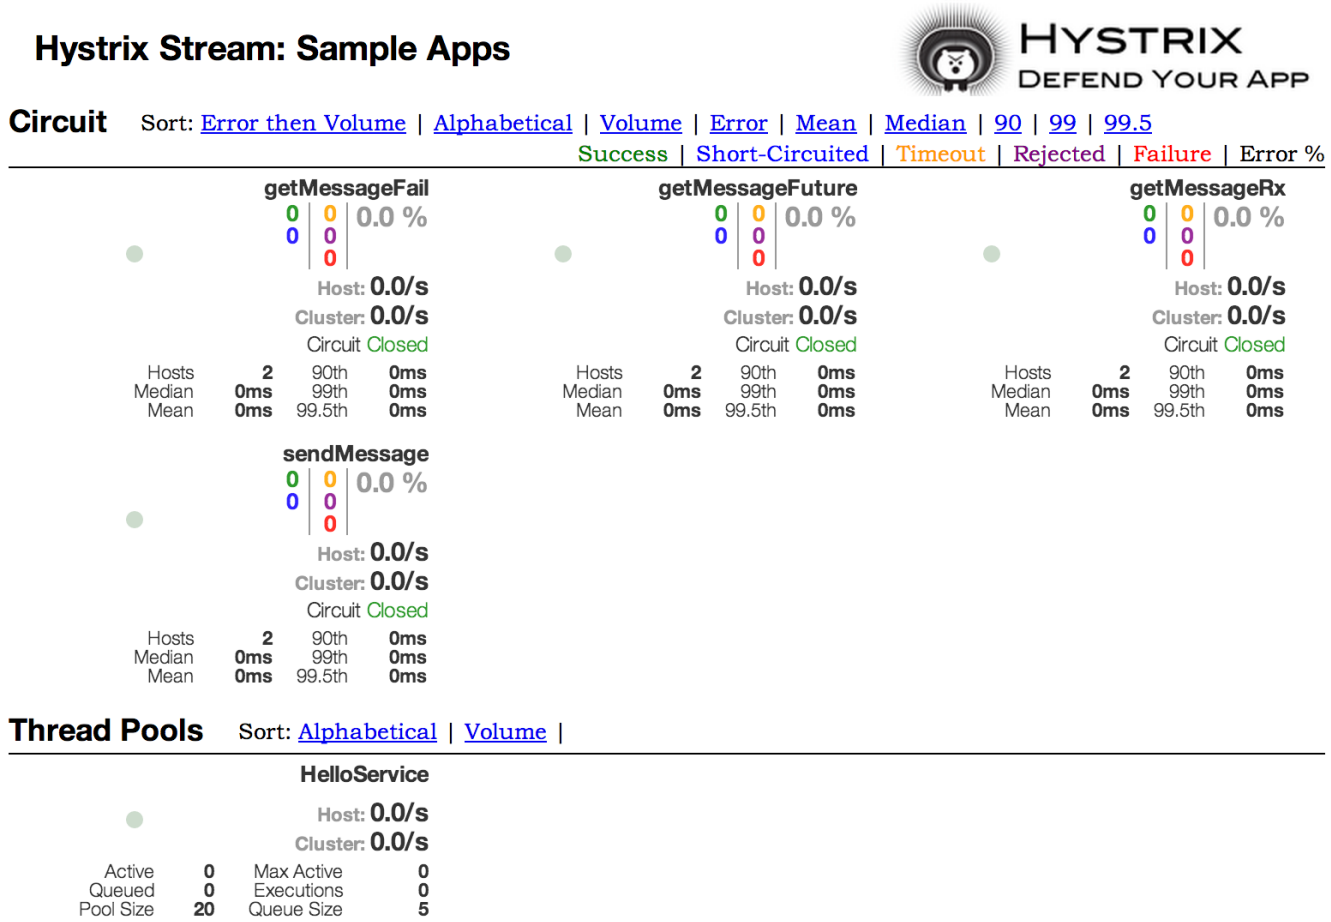 Hystrix Stream: Sample Apps
HYSTRIX
DEFEND YOUR APP
Circuit Sort: Error then Volume | Alphabetical | Volume | Error | Mean | Median | 90 | 99 | 99.5
Success | Short-Circuited | Timeout | Rejected | Failure | Error %
getMessageFail getMessageFuture getMessageRx
0 0 0.0 % 0 0 0.0 % 0 0 0.0 %
0 0 0 0 0 0
0 0 0
Host: 0.0/s Host: 0.0/s Host: 0.0/s
Cluster: 0.0/s Cluster: 0.0/s Cluster: 0.0/s
Circuit Closed Circuit Closed Circuit Closed
Hosts 2 90th 0ms Hosts 2 90th 0ms Hosts 2 90th 0ms
Median 0ms 99th 0ms Median 0ms 99th 0ms Median 0ms 99th 0ms
Mean 0ms 99.5th 0ms Mean 0ms 99.5th 0ms Mean 0ms 99.5th 0ms
sendMessage
0 0 0.0 %
0 0
0
Host: 0.0/s
Cluster: 0.0/s
Circuit Closed
Hosts 2 90th 0ms
Median 0ms 99th 0ms
Mean 0ms 99.5th 0ms
Thread Pools Sort: Alphabetical | Volume |
HelloService
Host: 0.0/s
Cluster: 0.0/s
Active 0 Max Active 0
Queued 0 Executions 0
Pool Size 20 Queue Size 5